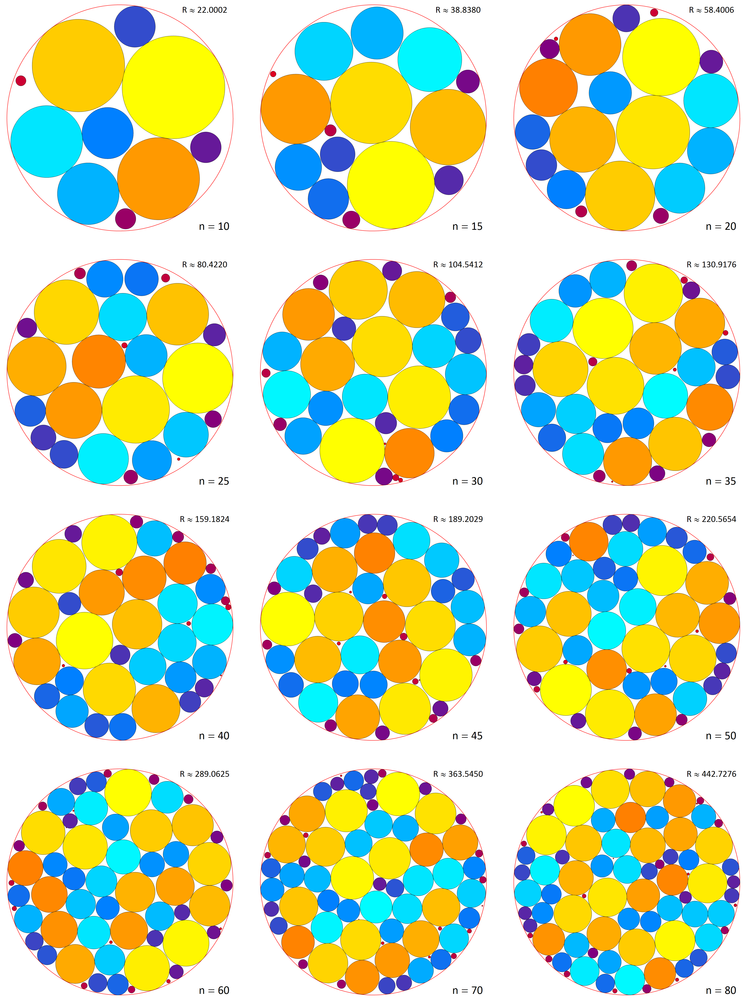 R ≈ 22.0002
n = 10
R ≈ 38.8380
n = 15
R ≈ 58.4006
n = 20
R ≈ 80.4220
n = 25
R ≈ 104.5412
n = 30
R ≈ 130.9176
n = 35
R ≈ 159.1824
n = 40
R ≈ 189.2029
n = 45
R ≈ 220.5654
n = 50
R ≈ 289.0625
n = 60
R ≈ 363.5450
n = 70
R ≈ 442.7276
n = 80